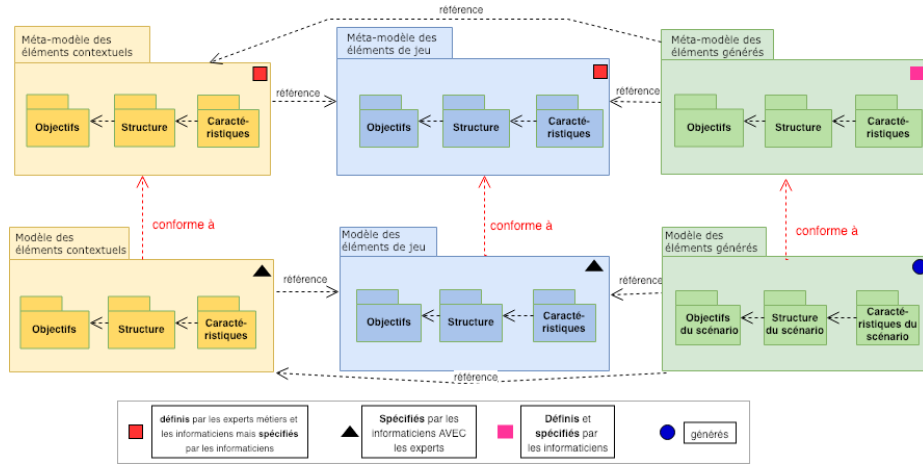 référence
Méta-modèle des
éléments contextuels
Méta-modèle des
éléments de jeu
Méta-modèle des
éléments générés
référence
référence
Objectifs
Structure
Caracté-
ristiques
Objectifs
Structure
Caracté-
ristiques
Objectifs
Structure
Caracté-
ristiques
conforme à
conforme à
conforme à
Modèle des
éléments contextuels
Modèle des
éléments de jeu
Modèle des
éléments générés
référence
référence
Objectifs
Structure
Caracté-
ristiques
Objectifs
Structure
Caracté-
ristiques
Objectifs
du scénario
Structure
du scénario
Caracté-
ristiques du
scénario
référence
définis par les experts métiers et
les informaticiens mais spécifiés
par les informaticiens
Spécifiés par les
informaticiens AVEC
les experts
Définis et
spécifiés par
les informaticiens
générés